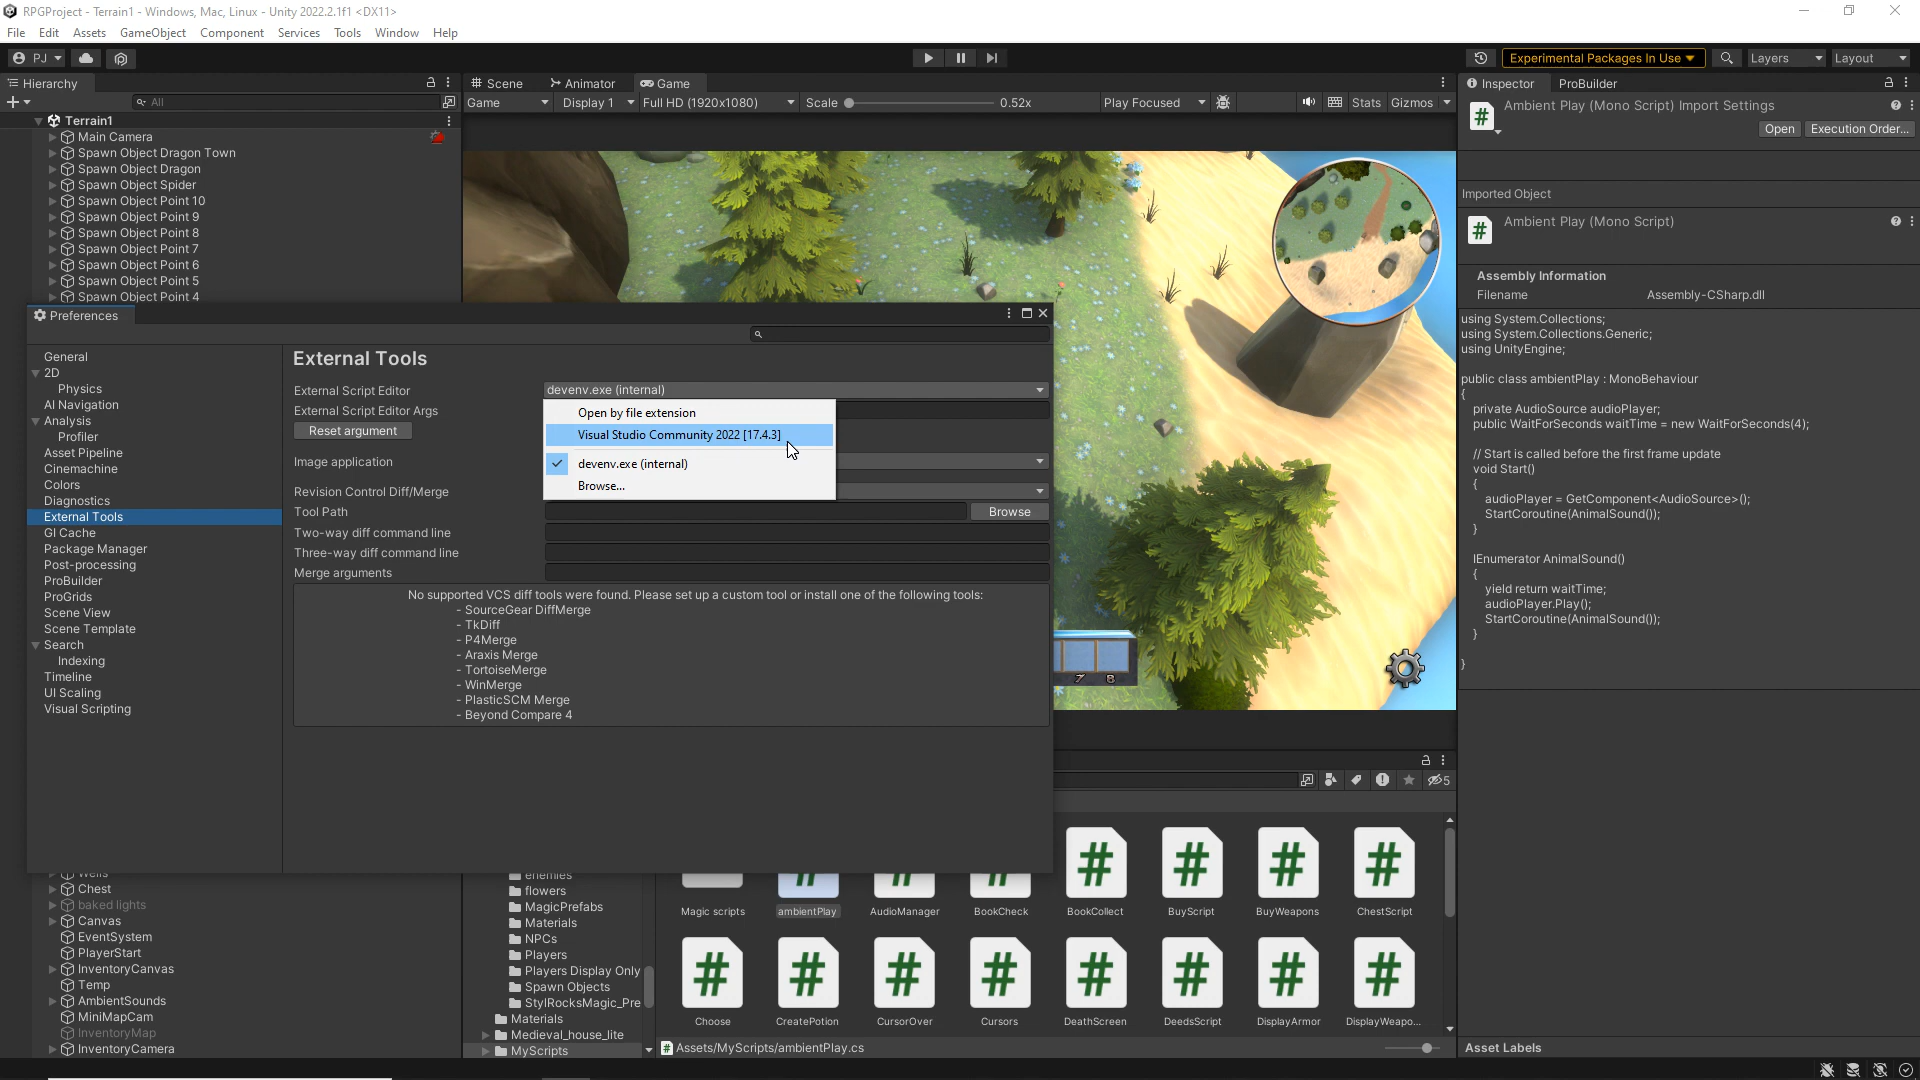 RPGProject - Terrain1 - Windows, Mac, Linux - Unity 2022.2.1f1 <DX11>
File Edit Assets GameObject Component Services Tools Window Help
PJ
Experimental Packages In Use
Layers
Layout
Hierarchy
All
Terrain1
Main Camera
Spawn Object Dragon Town
Spawn Object Dragon
Spawn Object Spider
Spawn Object Point 10
Spawn Object Point 9
Spawn Object Point 8
Spawn Object Point 7
Spawn Object Point 6
Spawn Object Point 5
Spawn Object Point 4
Scene Animator Game
Game Display 1 Full HD (1920x1080) Scale 0.52x Play Focused Stats Gizmos
Preferences
General
2D
Physics
AI Navigation
Analysis
Profiler
Asset Pipeline
Cinemachine
Colors
Diagnostics
External Tools
GI Cache
Package Manager
Post-processing
ProBuilder
ProGrids
Scene View
Scene Template
Search
Indexing
Timeline
UI Scaling
Visual Scripting
External Tools
External Script Editor devenv.exe (internal)
External Script Editor Args
Reset argument
Open by file extension
Visual Studio Community 2022 [17.4.3]
devenv.exe (internal)
Browse...
Image application
Revision Control Diff/Merge
Tool Path Browse
Two-way diff command line
Three-way diff command line
Merge arguments
No supported VCS diff tools were found. Please set up a custom tool or install one of the following tools:
- SourceGear DiffMerge
- TkDiff
- P4Merge
- Araxis Merge
- TortoiseMerge
- WinMerge
- PlasticSCM Merge
- Beyond Compare 4
7 8
Wells
Chest
baked lights
Canvas
EventSystem
PlayerStart
InventoryCanvas
Temp
AmbientSounds
MiniMapCam
InventoryMap
InventoryCamera
enemies
flowers
MagicPrefabs
Materials
NPCs
Players
Players Display Only
Spawn Objects
StylRocksMagic_Pre
Materials
Medieval_house_lite
MyScripts
5
Magic scripts ambientPlay AudioManager BookCheck BookCollect BuyScript BuyWeapons ChestScript
Choose CreatePotion CursorOver Cursors DeathScreen DeedsScript DisplayArmor DisplayWeapo...
Assets/MyScripts/ambientPlay.cs
Inspector ProBuilder
Ambient Play (Mono Script) Import Settings
Open Execution Order...
Imported Object
Ambient Play (Mono Script)
Assembly Information
Filename Assembly-CSharp.dll
using System.Collections;
using System.Collections.Generic;
using UnityEngine;
public class ambientPlay : MonoBehaviour
{
private AudioSource audioPlayer;
public WaitForSeconds waitTime = new WaitForSeconds(4);
// Start is called before the first frame update
void Start()
{
audioPlayer = GetComponent<AudioSource>();
StartCoroutine(AnimalSound());
}
IEnumerator AnimalSound()
{
yield return waitTime;
audioPlayer.Play();
StartCoroutine(AnimalSound());
}
}
Asset Labels